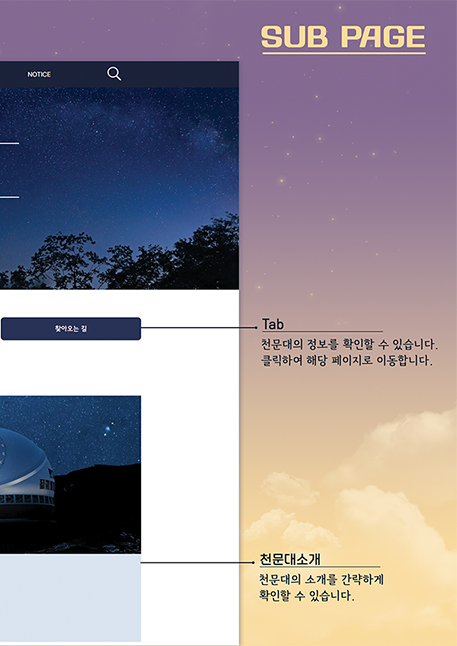 SUB PAGE
NOTICE
찾아오는 길
Tab
천문대의 정보를 확인할 수 있습니다.
클릭하여 해당 페이지로 이동합니다.
천문대소개
천문대의 소개를 간략하게
확인할 수 있습니다.